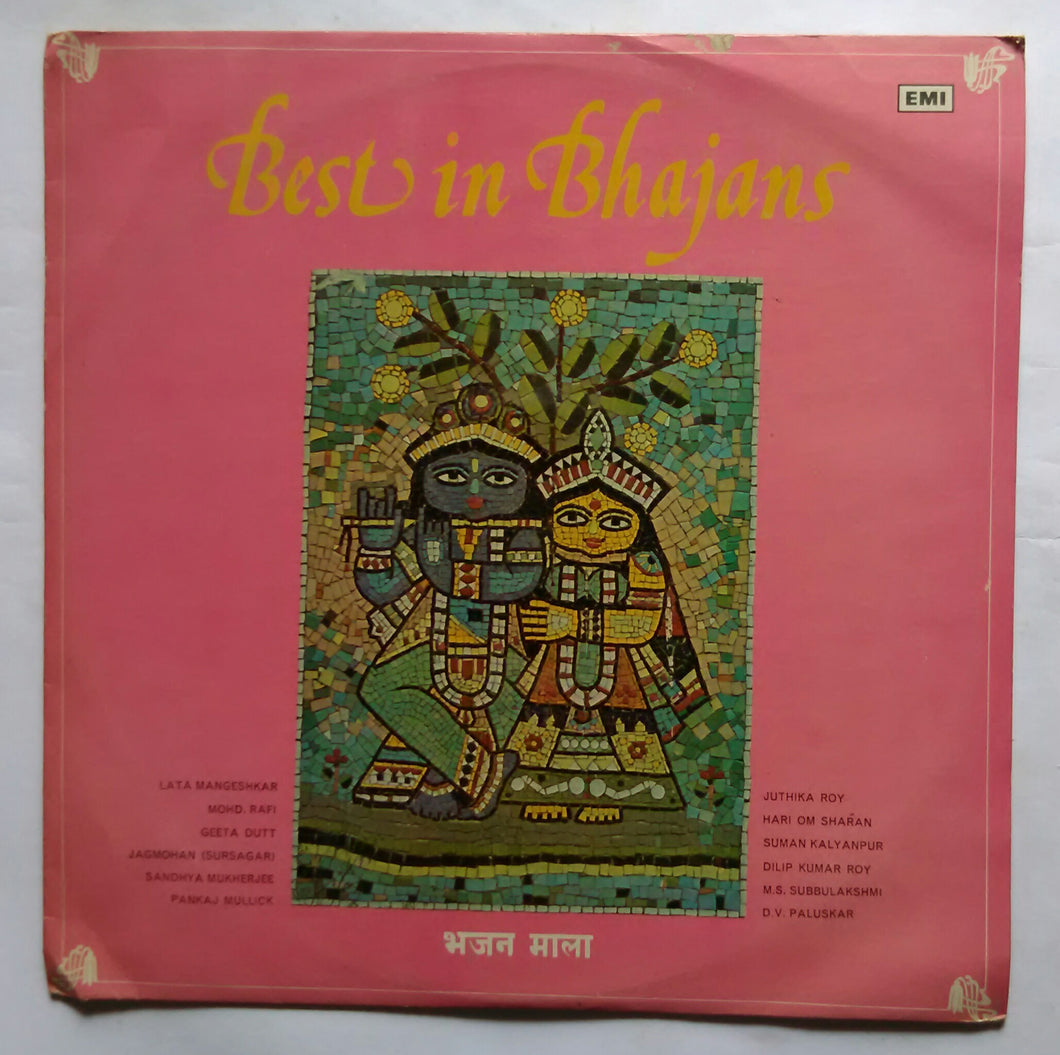 EMI
Best in Bhajans
LATA MANGESHKAR
MOHD. RAFI
GEETA DUTT
JAGMOHAN (SURSAGAR)
SANDHYA MUKHERJEE
PANKAJ MULLICK
JUTHIKA ROY
HARI OM SHARAN
SUMAN KALYANPUR
DILIP KUMAR ROY
M.S. SUBBULAKSHMI
D.V. PALUSKAR
भजन माला